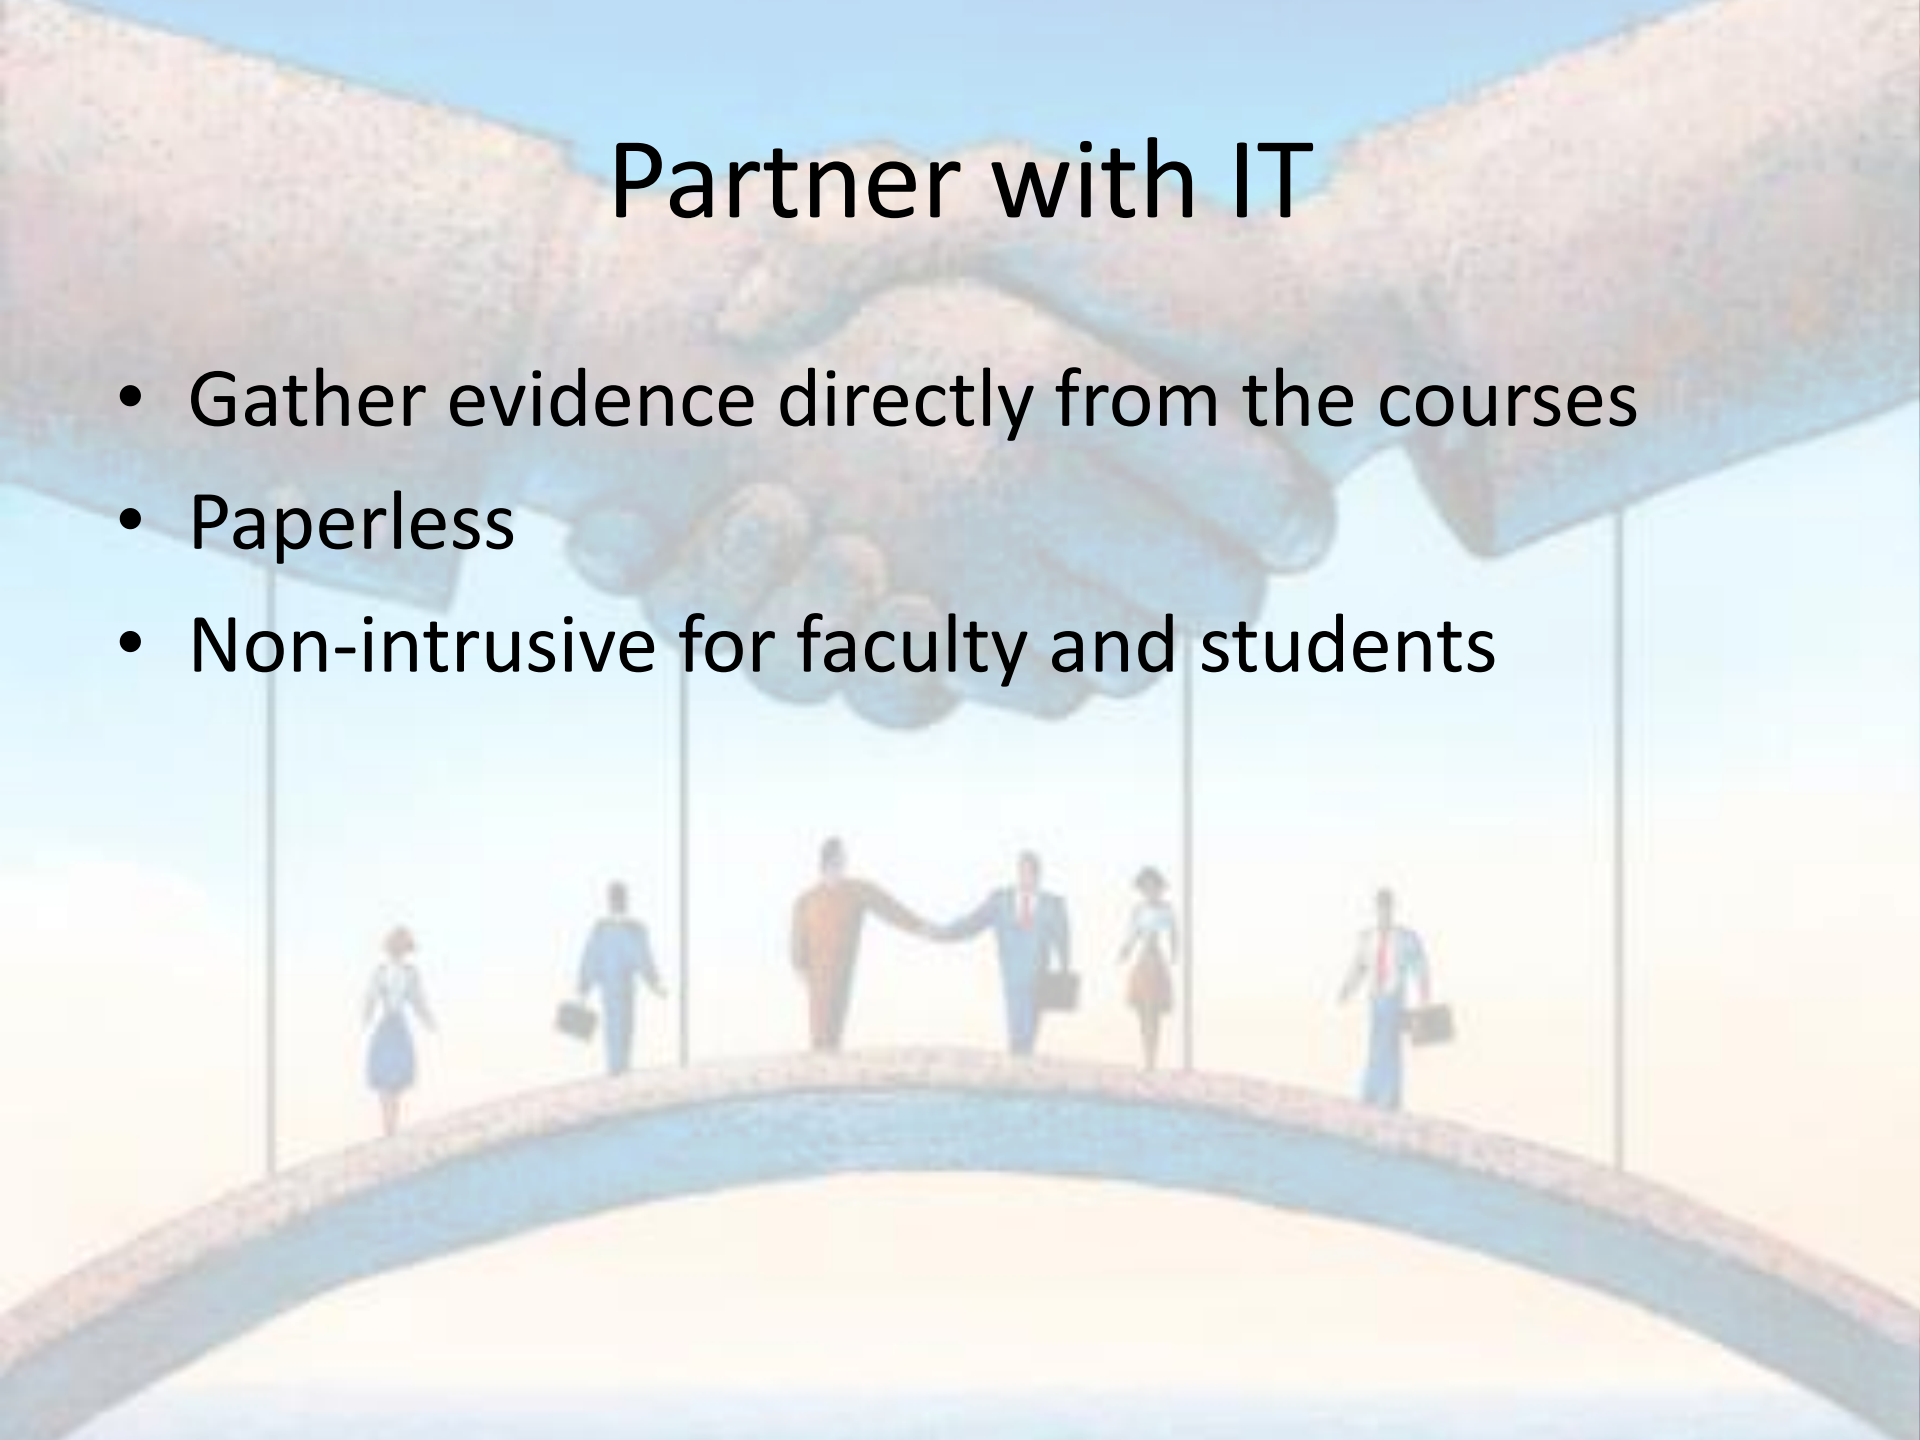 Partner with IT
• Gather evidence directly from the courses
• Paperless
• Non-intrusive for faculty and students